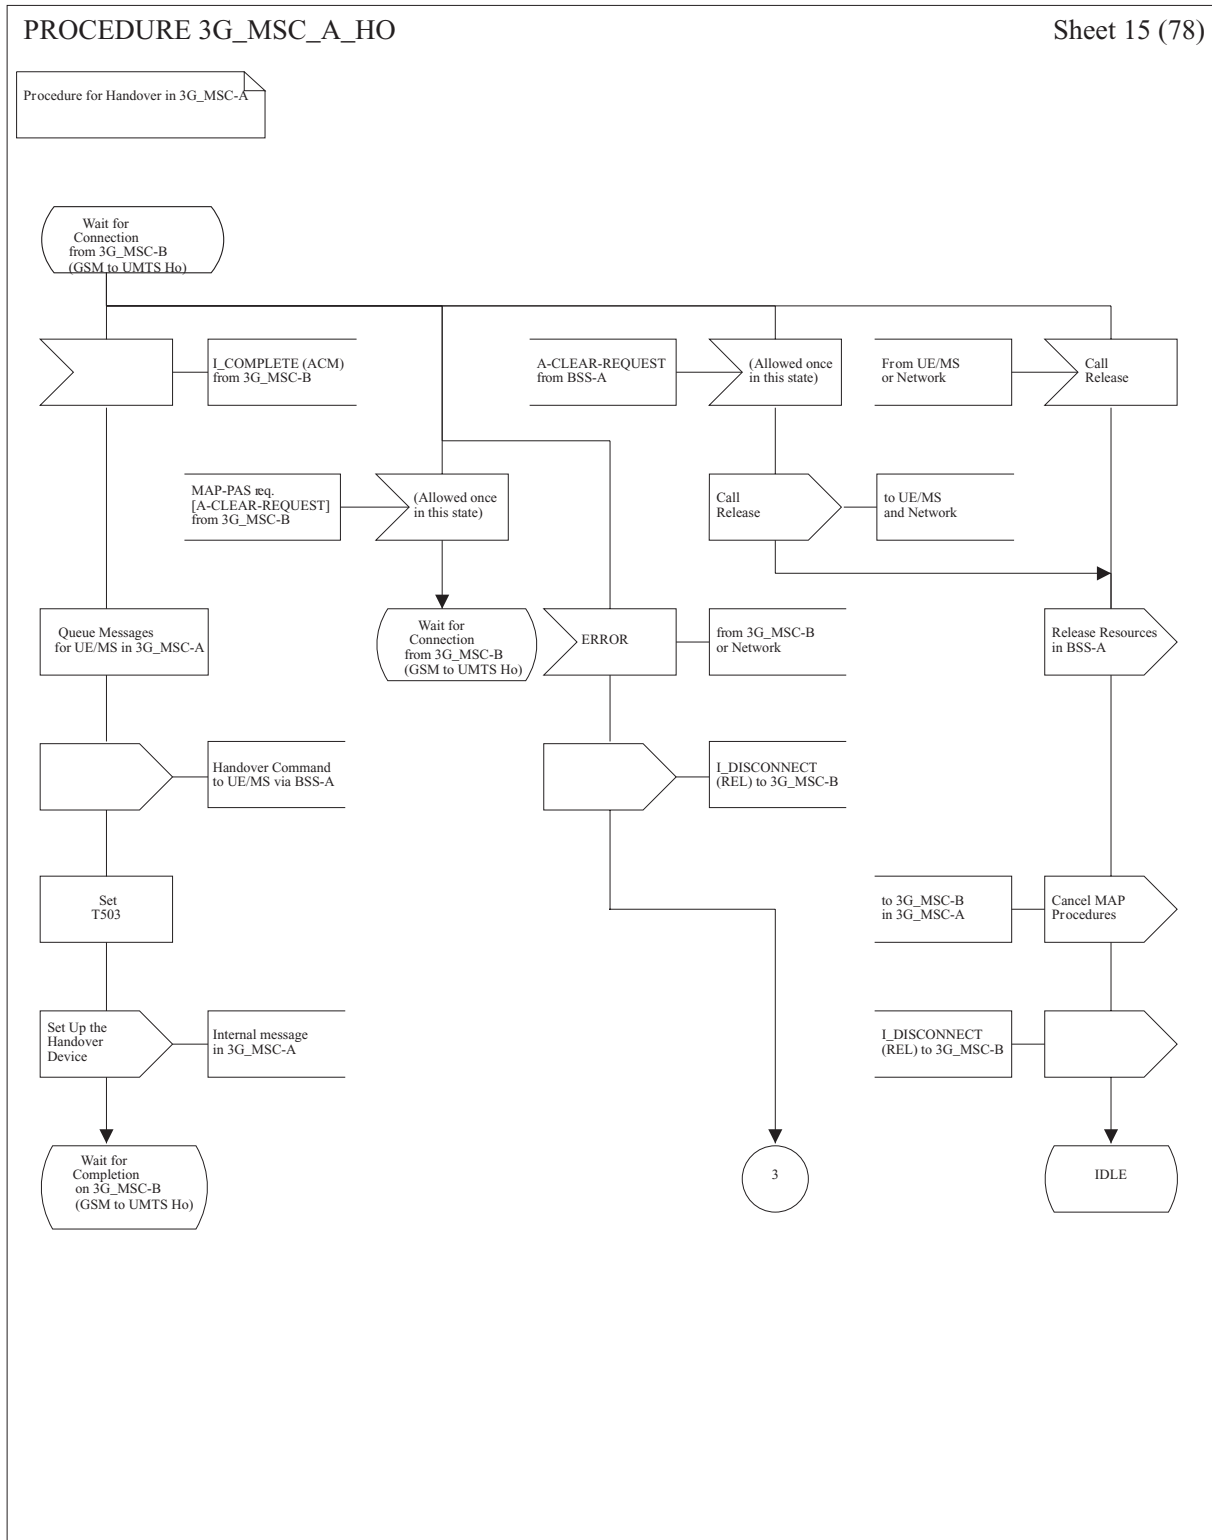 PROCEDURE 3G_MSC_A_HO
Sheet 15 (78)
Procedure for Handover in 3G_MSC-A
Wait for
Connection
from 3G_MSC-B
(GSM to UMTS Ho)
I_COMPLETE (ACM)
from 3G_MSC-B
A-CLEAR-REQUEST
from BSS-A
(Allowed once
in this state)
From UE/MS
or Network
Call
Release
MAP-PAS req.
[A-CLEAR-REQUEST]
from 3G_MSC-B
(Allowed once
in this state)
Call
Release
to UE/MS
and Network
Queue Messages
for UE/MS in 3G_MSC-A
Wait for
Connection
from 3G_MSC-B
(GSM to UMTS Ho)
ERROR
from 3G_MSC-B
or Network
Release Resources
in BSS-A
Handover Command
to UE/MS via BSS-A
I_DISCONNECT
(REL) to 3G_MSC-B
Set
T503
to 3G_MSC-B
in 3G_MSC-A
Cancel MAP
Procedures
Set Up the
Handover
Device
Internal message
in 3G_MSC-A
I_DISCONNECT
(REL) to 3G_MSC-B
Wait for
Completion
on 3G_MSC-B
(GSM to UMTS Ho)
3
IDLE